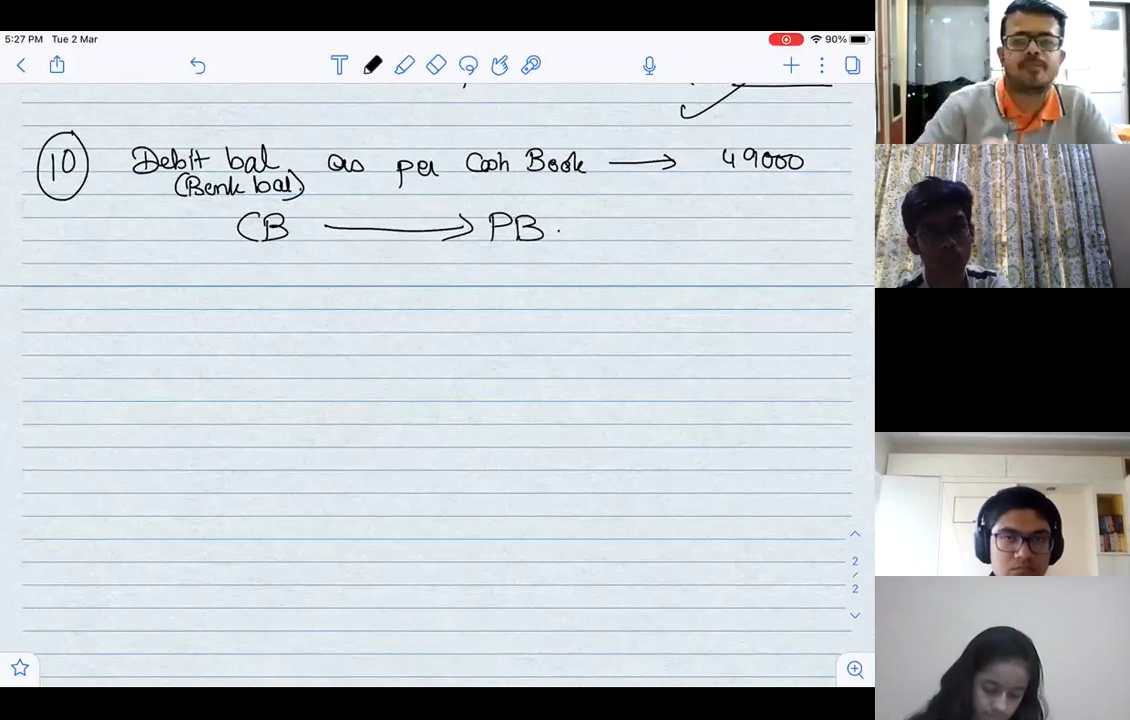 5:27 PM Tue 2 Mar
90%
T
10 Debit bal as per Cash Book → 49000
(Bank bal)
CB → PB.
2
/
2